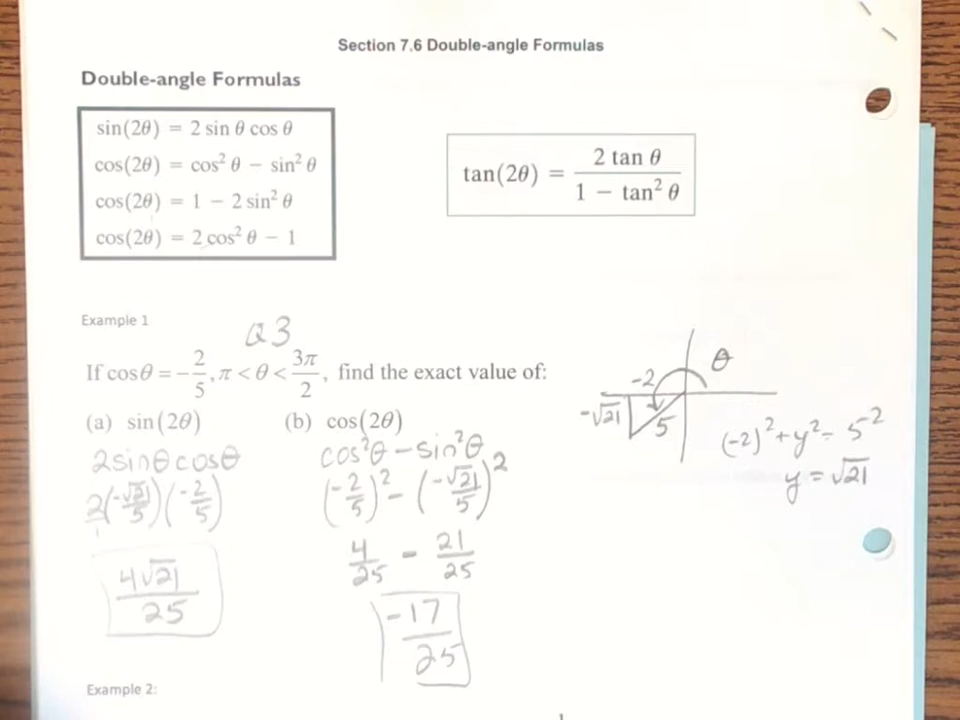 Section 7.6 Double-angle Formulas
Double-angle Formulas
sin(2θ) = 2 sin θ cos θ
cos(2θ) = cos² θ − sin² θ
cos(2θ) = 1 − 2 sin² θ
cos(2θ) = 2 cos² θ − 1
tan(2θ) = 2 tan θ / 1 − tan² θ
Example 1
Q3
If cosθ = −2/5, π < θ < 3π/2, find the exact value of:
(a) sin(2θ) (b) cos(2θ)
2sinθcosθ
2(-√21/5)(-2/5)
4√21/25
cos²θ − sin²θ
(-2/5)² − (-√21/5)²
4/25 − 21/25
-17/25
θ
-2
-√21
5
(-2)² + y² = 5²
y = √21
Example 2: